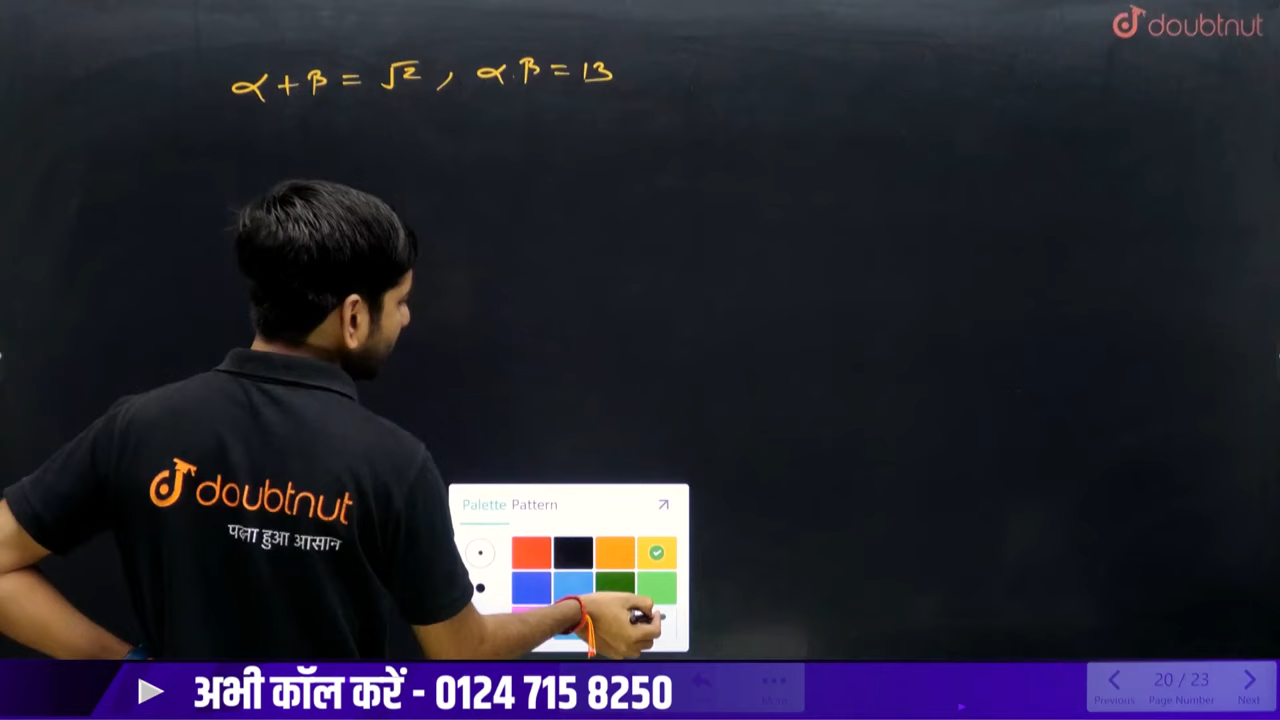 doubtnut
α + β = √2 , α.β = 13
doubtnut
पढ़ना हुआ आसान
Palette Pattern
अभी कॉल करें - 0124 715 8250
More
20 / 23
Previous Page Number Next